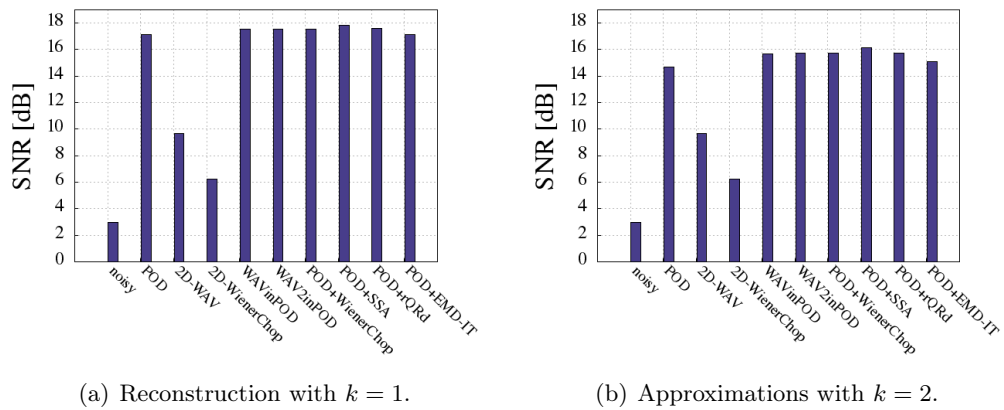 SNR [dB]
18
16
14
12
10
8
6
4
2
0
noisy
POD
2D-WAV
2D-WienerChop
WAVinPOD
WAV2inPOD
POD+WienerChop
POD+SSA
POD+rQRd
POD+EMD-IT
(a) Reconstruction with k = 1.
SNR [dB]
18
16
14
12
10
8
6
4
2
0
noisy
POD
2D-WAV
2D-WienerChop
WAVinPOD
WAV2inPOD
POD+WienerChop
POD+SSA
POD+rQRd
POD+EMD-IT
(b) Approximations with k = 2.